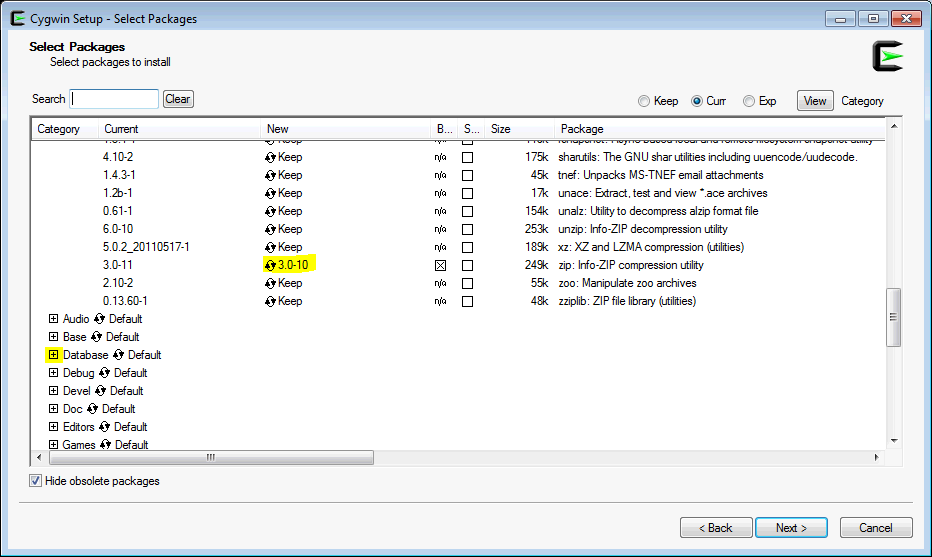 Cygwin Setup - Select Packages
Select Packages
Select packages to install
Search Clear Keep Curr Exp View Category
Category Current New B... S... Size Package
Keep
4.10-2 Keep n/a 175k sharutils: The GNU shar utilities including uuencode/uudecode.
1.4.3-1 Keep n/a 45k tnef: Unpacks MS-TNEF email attachments
1.2b-1 Keep n/a 17k unace: Extract, test and view *.ace archives
0.61-1 Keep n/a 154k unalz: Utility to decompress alzip format file
6.0-10 Keep n/a 253k unzip: Info-ZIP decompression utility
5.0.2_20110517-1 Keep n/a 189k xz: XZ and LZMA compression (utilities)
3.0-11 3.0-10 249k zip: Info-ZIP compression utility
2.10-2 Keep n/a 55k zoo: Manipulate zoo archives
0.13.60-1 Keep n/a 48k zziplib: ZIP file library (utilities)
Audio Default
Base Default
Database Default
Debug Default
Devel Default
Doc Default
Editors Default
Games Default
Hide obsolete packages
< Back Next > Cancel